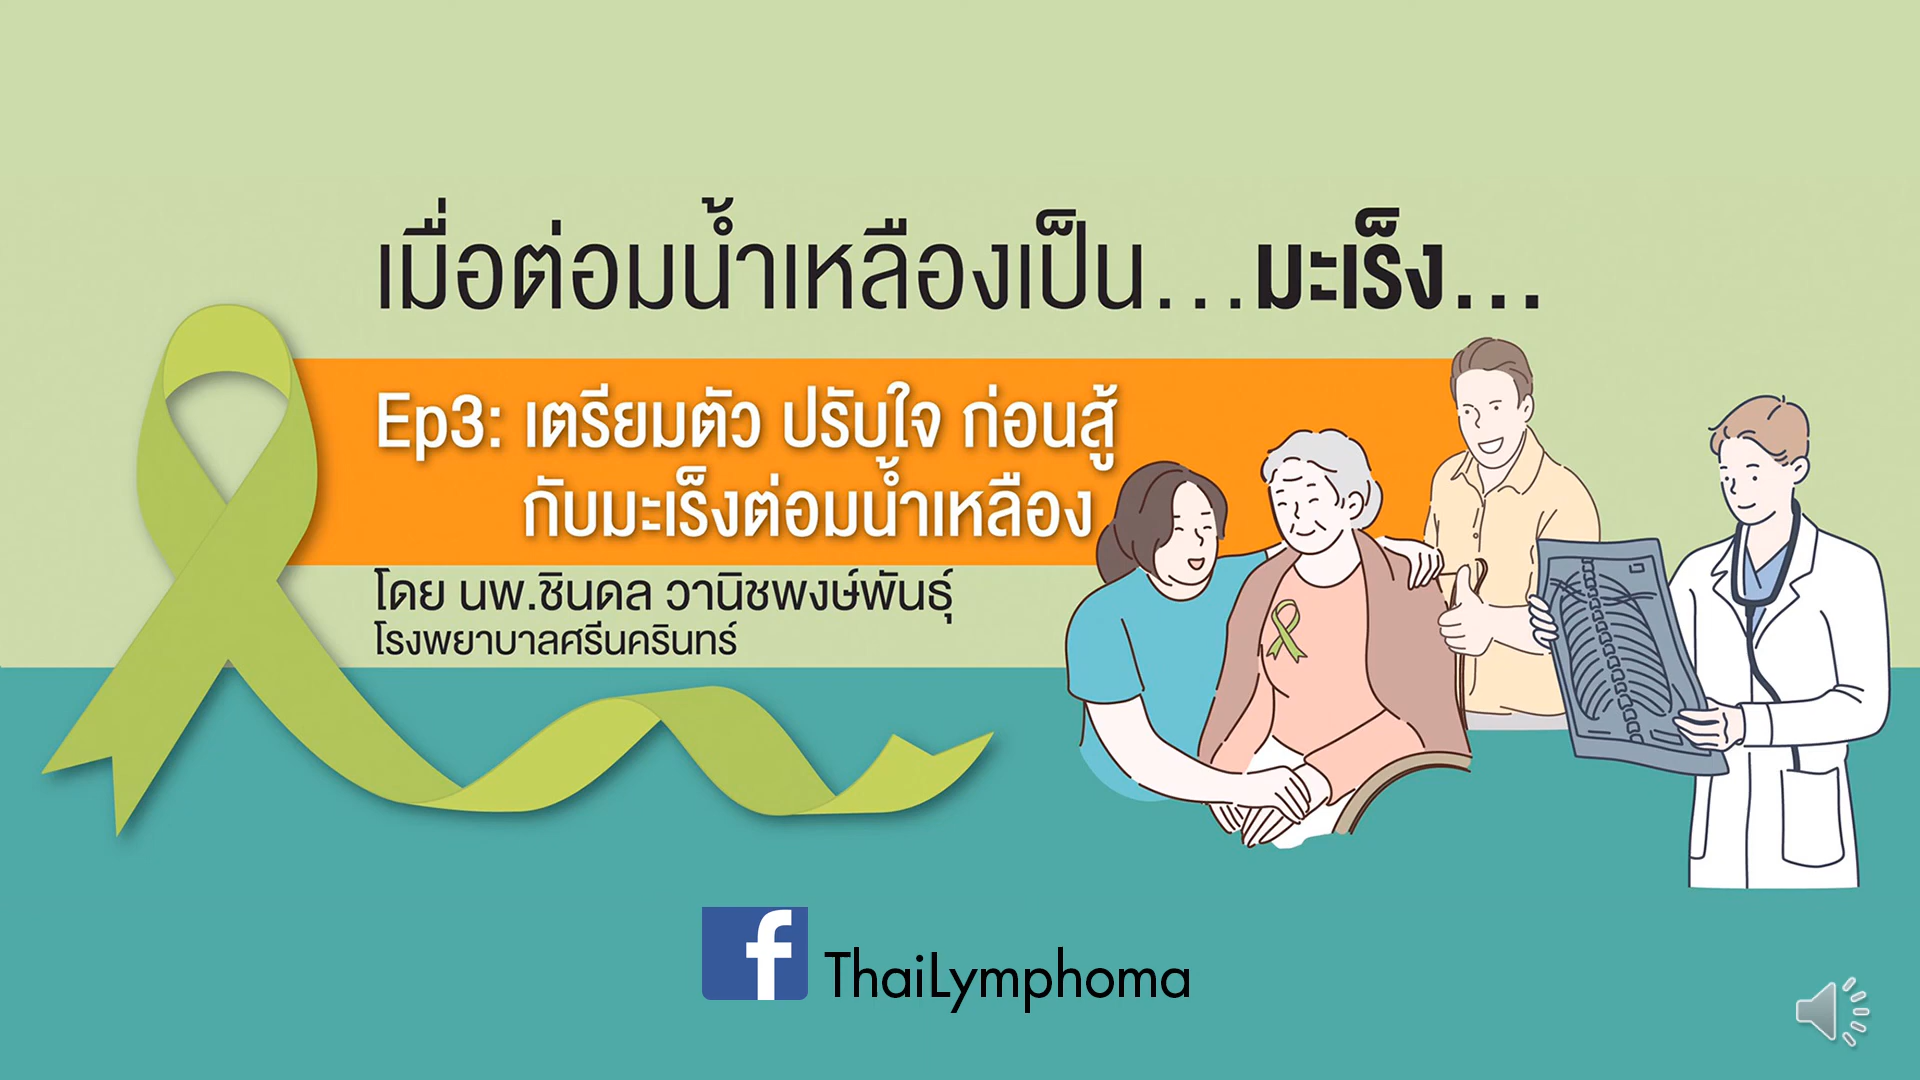 เมื่อต่อมน้ำเหลืองเป็น...มะเร็ง...
Ep3: เตรียมตัว ปรับใจ ก่อนสู้
กับมะเร็งต่อมน้ำเหลือง
โดย นพ.ชินดล วานิชพงษ์พันธุ์
โรงพยาบาลศรีนครินทร์
f ThaiLymphoma